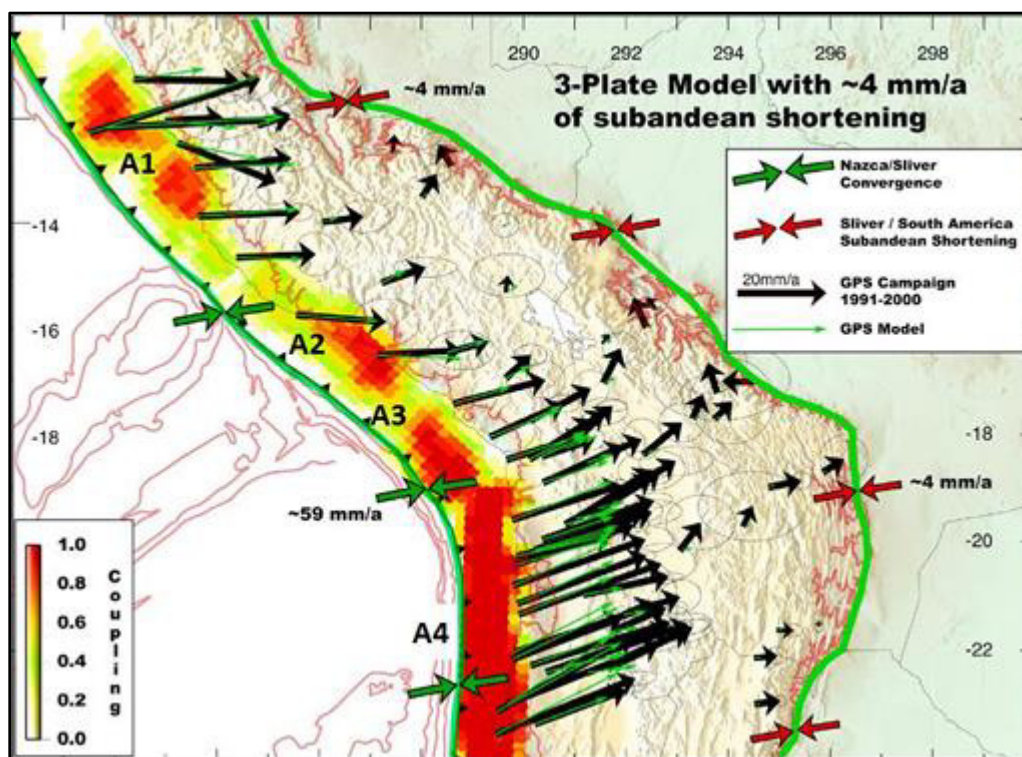 290
292
294
296
298
~4 mm/a
3-Plate Model with ~4 mm/a
of subandean shortening
A1
Nazca/Sliver
Convergence
Sliver / South America
Subandean Shortening
20mm/a
GPS Campaign
1991-2000
GPS Model
-14
-16
A2
A3
-18
-18
~4 mm/a
~59 mm/a
1.0
0.8
0.6
0.4
0.2
0.0
Coupling
-20
A4
-22